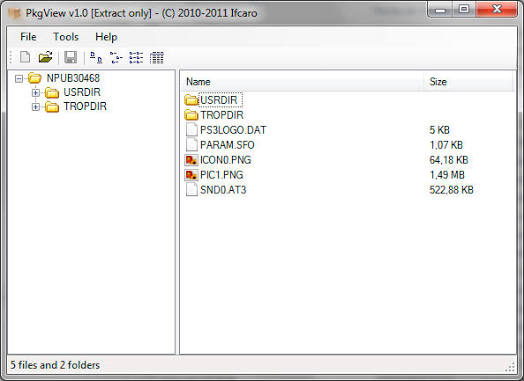 PkgView v1.0 [Extract only] - (C) 2010-2011 Ifcaro
File Tools Help
NPUB30468
USRDIR
TROPDIR
Name Size
USRDIR
TROPDIR
PS3LOGO.DAT 5 KB
PARAM.SFO 1,07 KB
ICON0.PNG 64,18 KB
PIC1.PNG 1,49 MB
SND0.AT3 522,88 KB
5 files and 2 folders